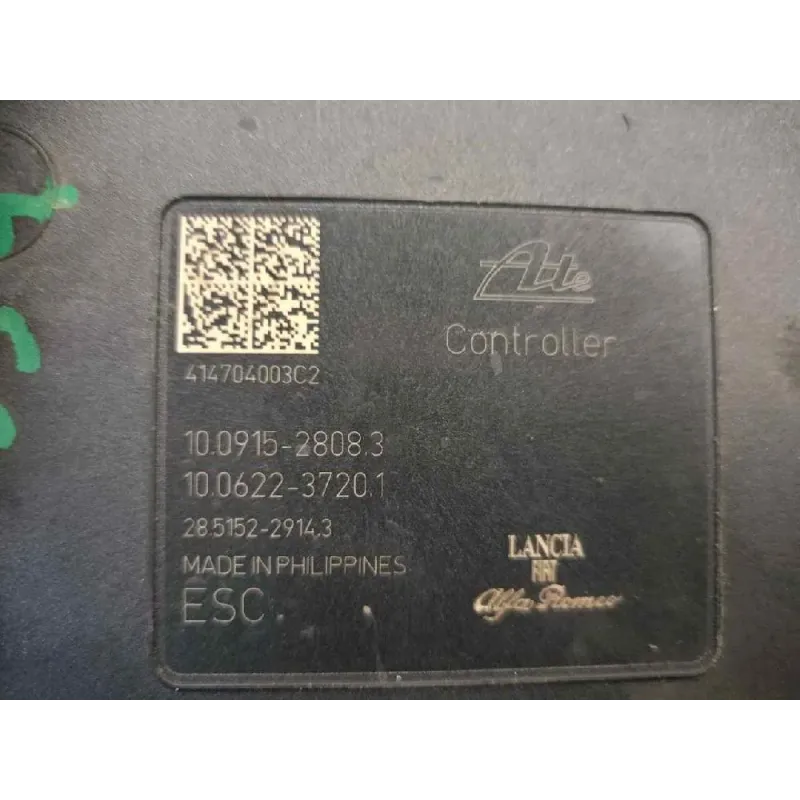 Ate
Controller
414704003C2
10.0915-2808.3
10.0622-3720.1
28.5152-2914.3
MADE IN PHILIPPINES
ESC
LANCIA
FIAT
Alfa Romeo